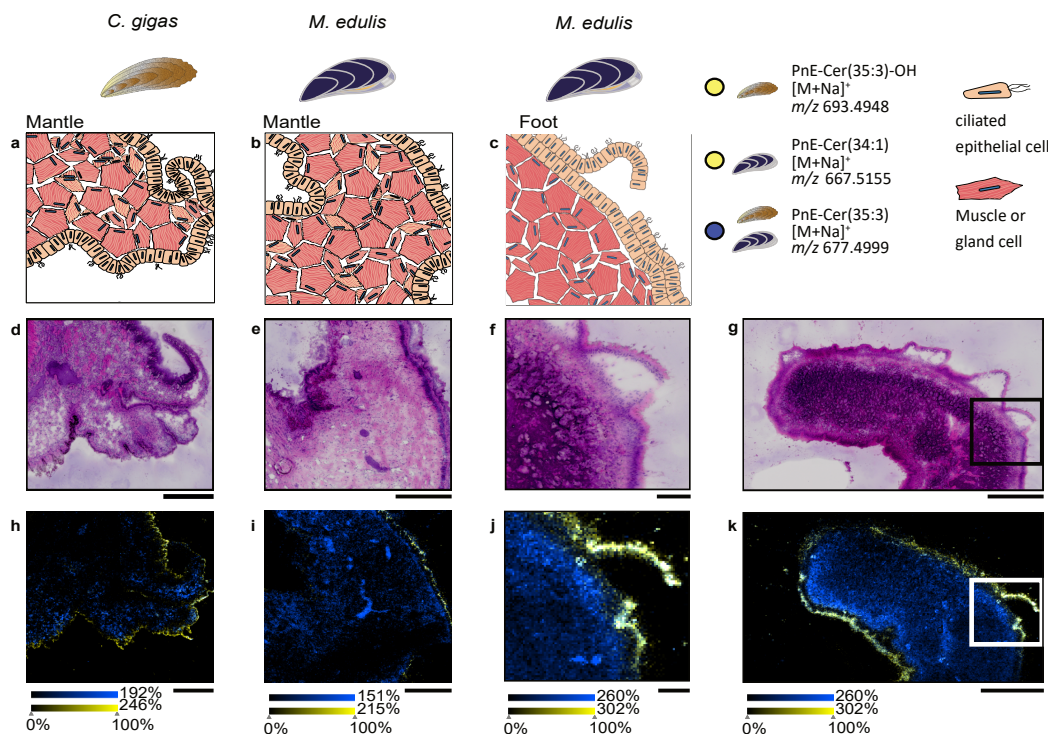 C. gigas
M. edulis
M. edulis
Mantle
Mantle
Foot
a
b
c
PnE-Cer(35:3)-OH
[M+Na]⁺
m/z 693.4948
PnE-Cer(34:1)
[M+Na]⁺
m/z 667.5155
PnE-Cer(35:3)
[M+Na]⁺
m/z 677.4999
ciliated
epithelial cell
Muscle or
gland cell
d
e
f
g
h
i
j
k
192%
246%
0% 100%
151%
215%
0% 100%
260%
302%
0% 100%
260%
302%
0% 100%